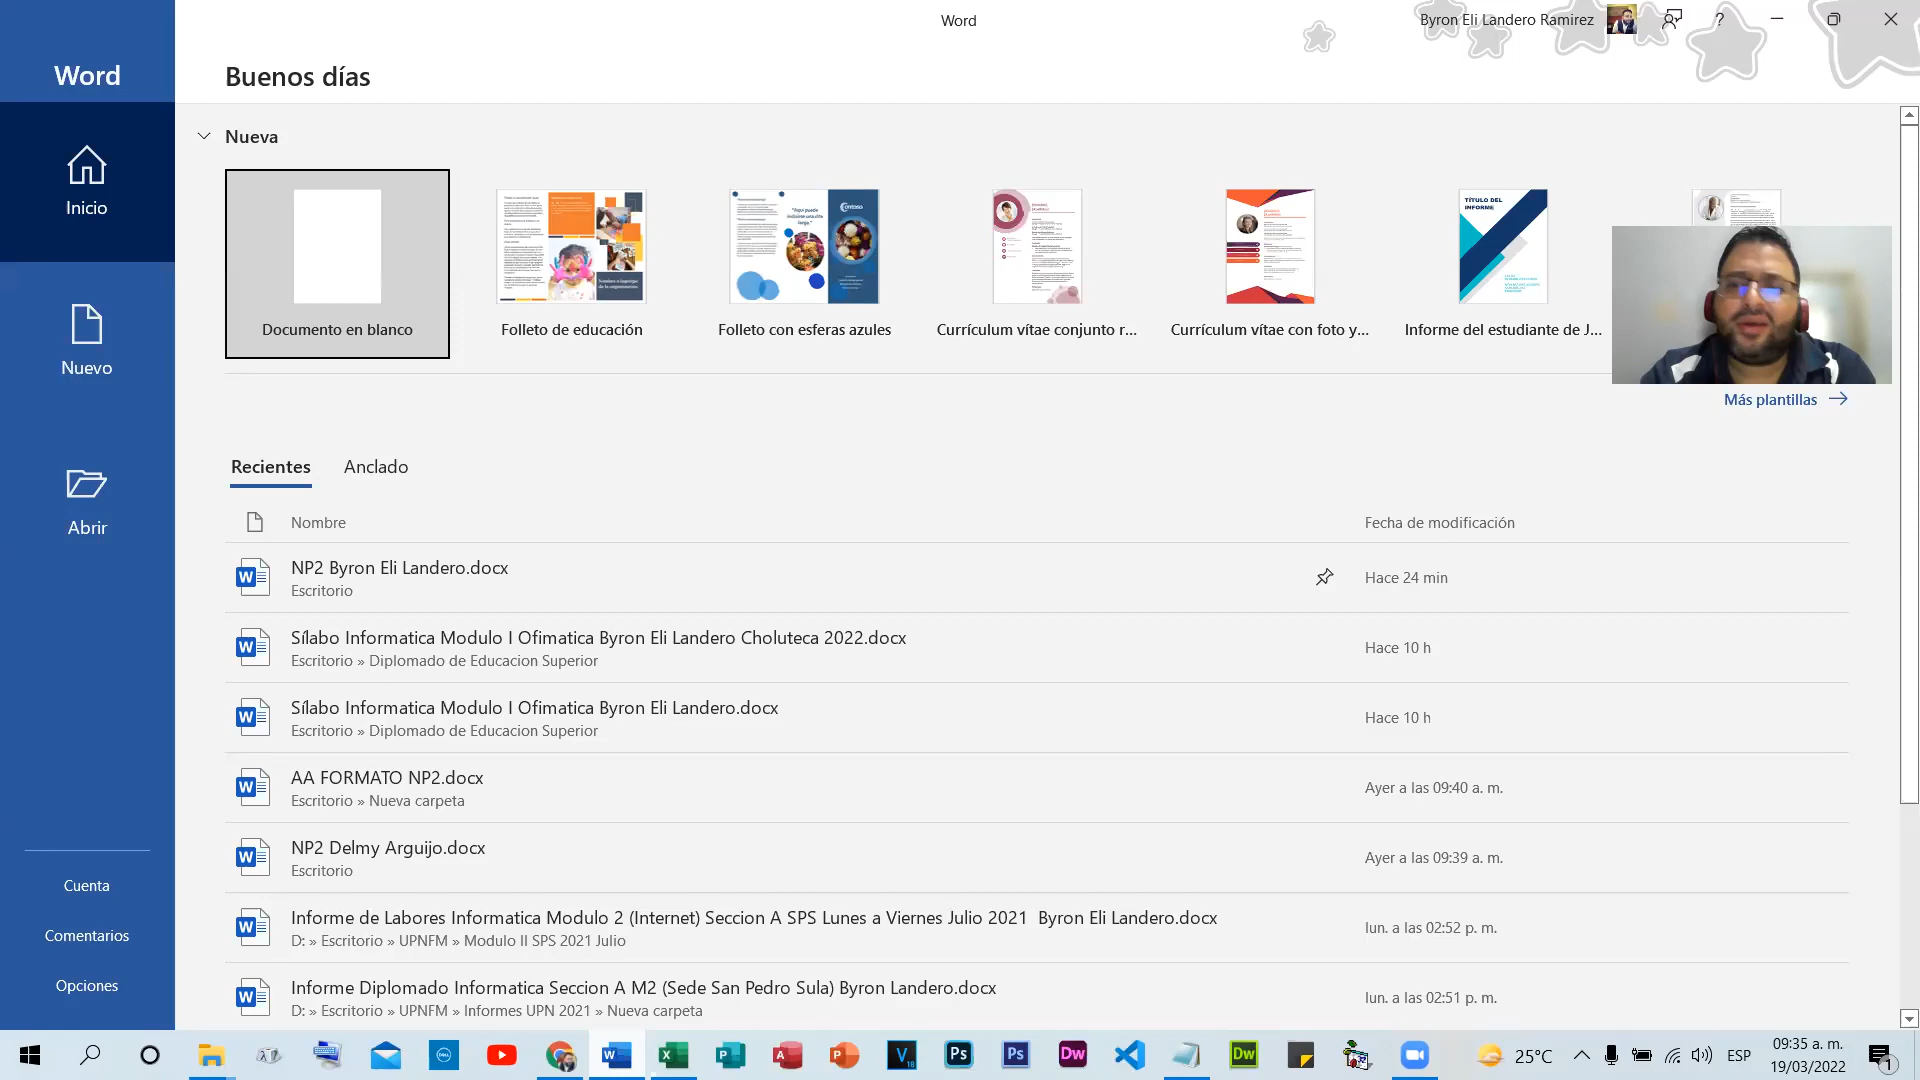 Word
Byron Eli Landero Ramirez
?
Word
Buenos días
Inicio
Nuevo
Abrir
Cuenta
Comentarios
Opciones
Nueva
Documento en blanco
Folleto de educación
Folleto con esferas azules
Currículum vítae conjunto r...
Currículum vítae con foto y...
TÍTULO DEL
INFORME
Informe del estudiante de J...
Más plantillas
Recientes
Anclado
Nombre
Fecha de modificación
NP2 Byron Eli Landero.docx
Escritorio
Hace 24 min
Sílabo Informatica Modulo I Ofimatica Byron Eli Landero Choluteca 2022.docx
Escritorio » Diplomado de Educacion Superior
Hace 10 h
Sílabo Informatica Modulo I Ofimatica Byron Eli Landero.docx
Escritorio » Diplomado de Educacion Superior
Hace 10 h
AA FORMATO NP2.docx
Escritorio » Nueva carpeta
Ayer a las 09:40 a. m.
NP2 Delmy Arguijo.docx
Escritorio
Ayer a las 09:39 a. m.
Informe de Labores Informatica Modulo 2 (Internet) Seccion A SPS Lunes a Viernes Julio 2021  Byron Eli Landero.docx
D: » Escritorio » UPNFM » Modulo II SPS 2021 Julio
lun. a las 02:52 p. m.
Informe Diplomado Informatica Seccion A M2 (Sede San Pedro Sula) Byron Landero.docx
D: » Escritorio » UPNFM » Informes UPN 2021 » Nueva carpeta
lun. a las 02:51 p. m.
25°C
ESP
09:35 a. m.
19/03/2022
1